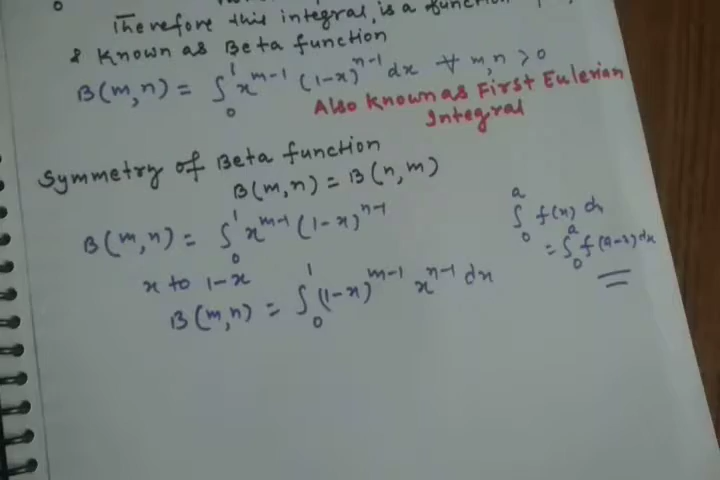 Therefore this integral, is a function
& known as Beta function
B(m,n) = ∫₀¹ x^(m-1) (1-x)^(n-1) dx ∀ m,n > 0
Also known as First Eulerian
Integral
Symmetry of Beta function
B(m,n) = B(n,m)
B(m,n) = ∫₀¹ x^(m-1) (1-x)^(n-1)
∫₀ᵃ f(x) dx
= ∫₀ᵃ f(a-x) dx
x to 1-x
B(m,n) = ∫₀¹ (1-x)^(m-1) x^(n-1) dx